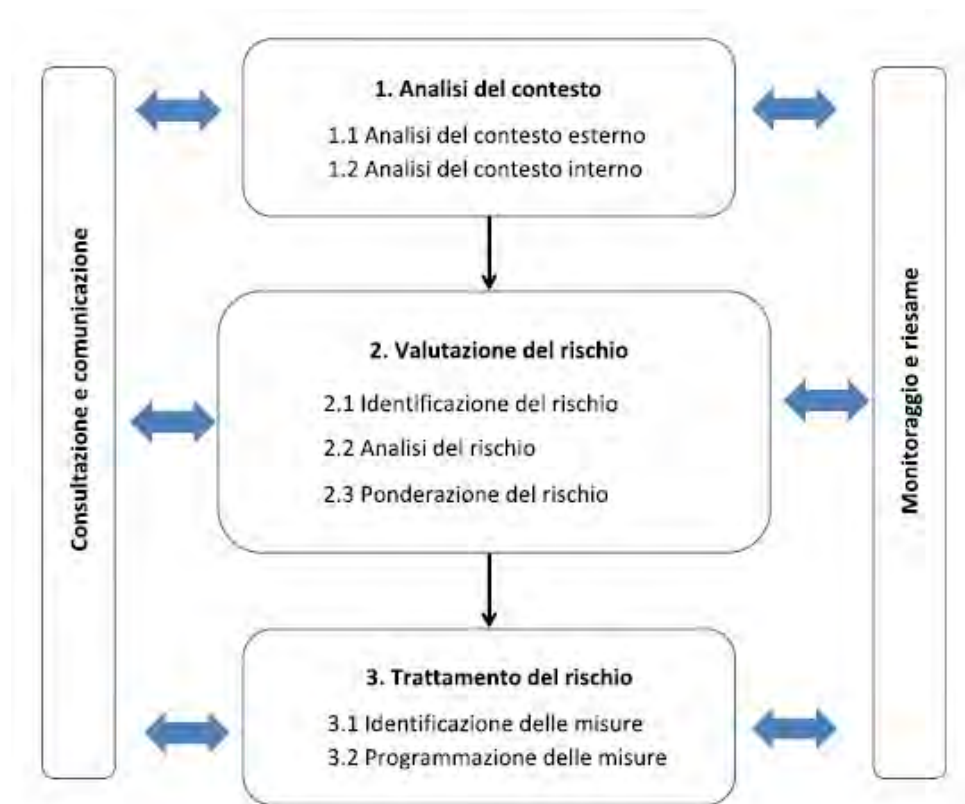 Consultazione e comunicazione
1. Analisi del contesto
1.1 Analisi del contesto esterno
1.2 Analisi del contesto interno
2. Valutazione del rischio
2.1 Identificazione del rischio
2.2 Analisi del rischio
2.3 Ponderazione del rischio
3. Trattamento del rischio
3.1 Identificazione delle misure
3.2 Programmazione delle misure
Monitoraggio e riesame